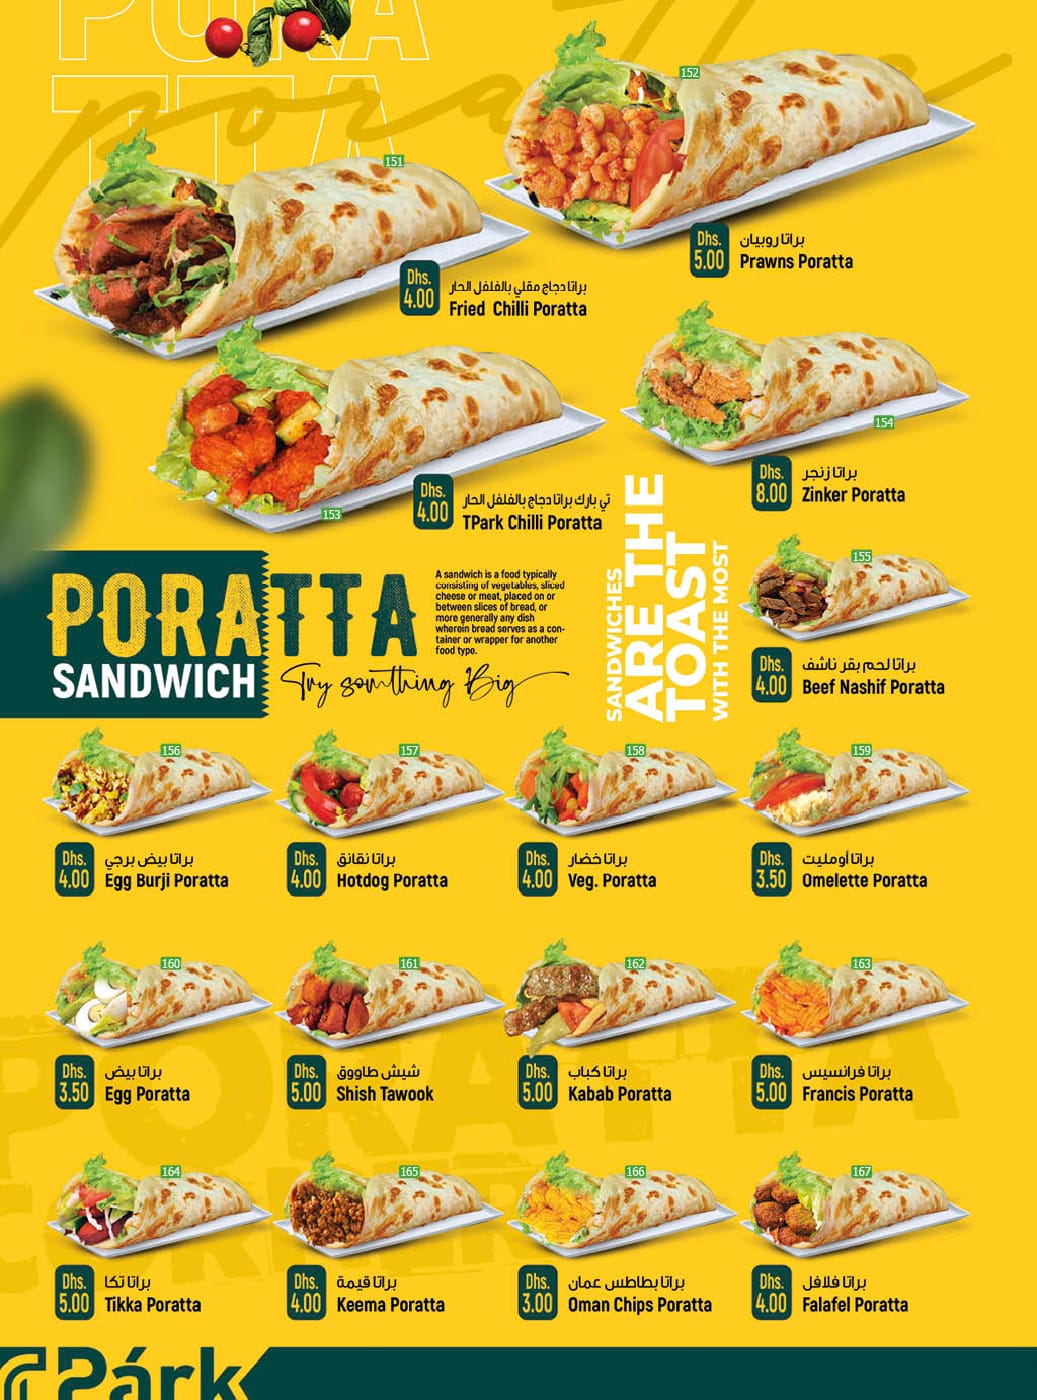 PORA
TTA
poratta
152
151
Dhs.
5.00
براتا روبيان
Prawns Poratta
Dhs.
4.00
براتا دجاج مقلي بالفلفل الحار
Fried Chilli Poratta
154
153
Dhs.
8.00
براتا زنجر
Zinker Poratta
Dhs.
4.00
تي بارك براتا دجاج بالفلفل الحار
TPark Chilli Poratta
PORATTA
SANDWICH
A sandwich is a food typically
consisting of vegetables, sliced
cheese or meat, placed on or
between slices of bread, or
more generally any dish
wherein bread serves as a con-
tainer or wrapper for another
food type.
Try somthing Big
SANDWICHES
ARE THE
TOAST
WITH THE MOST
155
Dhs.
4.00
براتا لحم بقر ناشف
Beef Nashif Poratta
156
157
158
159
Dhs.
4.00
براتا بيض برجي
Egg Burji Poratta
Dhs.
4.00
براتا نقانق
Hotdog Poratta
Dhs.
4.00
براتا خضار
Veg. Poratta
Dhs.
3.50
براتا أومليت
Omelette Poratta
160
161
162
163
Dhs.
3.50
براتا بيض
Egg Poratta
Dhs.
5.00
شيش طاووق
Shish Tawook
Dhs.
5.00
براتا كباب
Kabab Poratta
Dhs.
5.00
براتا فرانسيس
Francis Poratta
PORATTA
CORNER
164
165
166
167
Dhs.
5.00
براتا تكا
Tikka Poratta
Dhs.
4.00
براتا قيمة
Keema Poratta
Dhs.
3.00
براتا بطاطس عمان
Oman Chips Poratta
Dhs.
4.00
براتا فلافل
Falafel Poratta
Párk